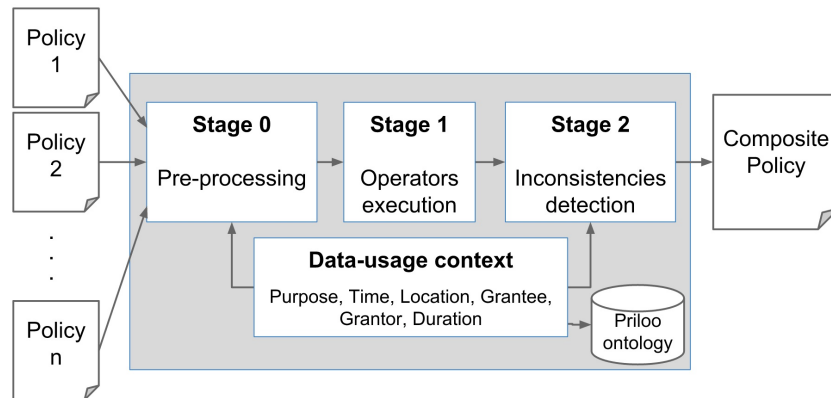 Policy
1
Policy
2
.
.
.
Policy
n
Stage 0
Pre-processing
Stage 1
Operators
execution
Stage 2
Inconsistencies
detection
Data-usage context
Purpose, Time, Location, Grantee,
Grantor, Duration
Priloo
ontology
Composite
Policy